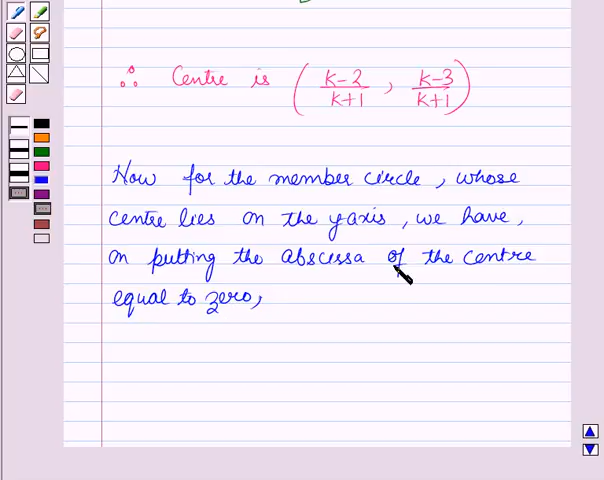 ∴ Centre is ( k-2/k+1 , k-3/k+1 )
Now for the member circle, whose
centre lies on the y axis, we have,
on putting the abscessa of the centre
equal to zero,